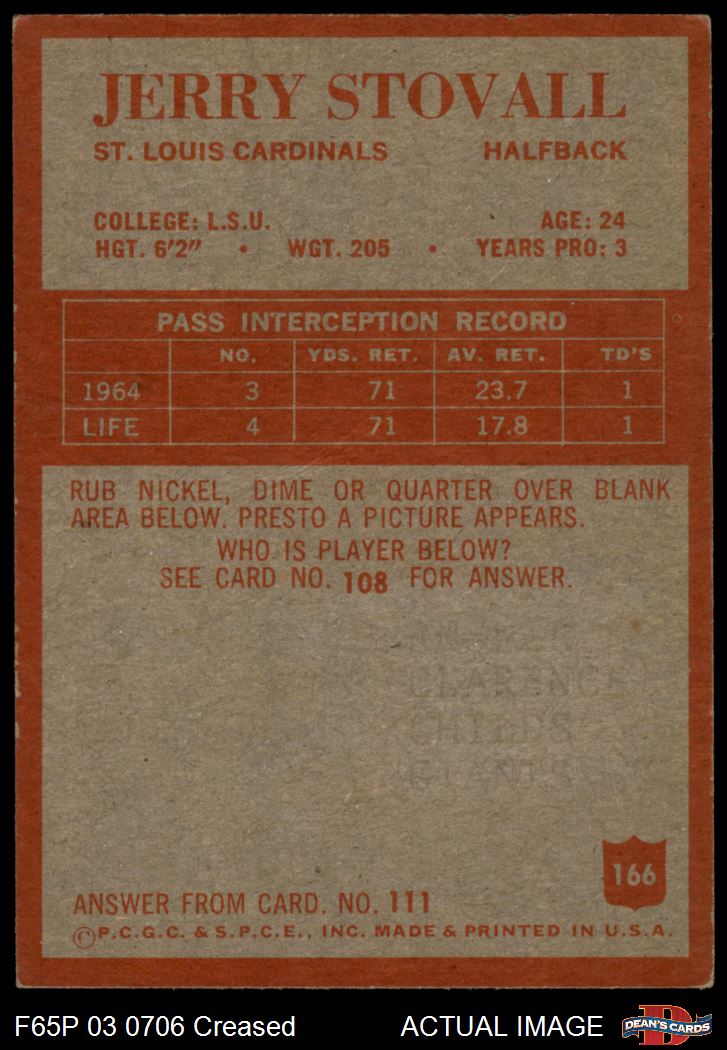 JERRY STOVALL
ST. LOUIS CARDINALS HALFBACK
COLLEGE: L.S.U. AGE: 24
HGT. 6'2" • WGT. 205 • YEARS PRO: 3
PASS INTERCEPTION RECORD
NO. YDS. RET. AV. RET. TD'S
1964 3 71 23.7 1
LIFE 4 71 17.8 1
RUB NICKEL, DIME OR QUARTER OVER BLANK
AREA BELOW. PRESTO A PICTURE APPEARS.
WHO IS PLAYER BELOW?
SEE CARD NO. 108 FOR ANSWER.
CLARENCE
CHILDS
GIANTS
166
ANSWER FROM CARD. NO. 111
©P.C.G.C. & S.P.C.E., INC. MADE & PRINTED IN U.S.A.
F65P 03 0706 Creased ACTUAL IMAGE
D
DEAN'S CARDS